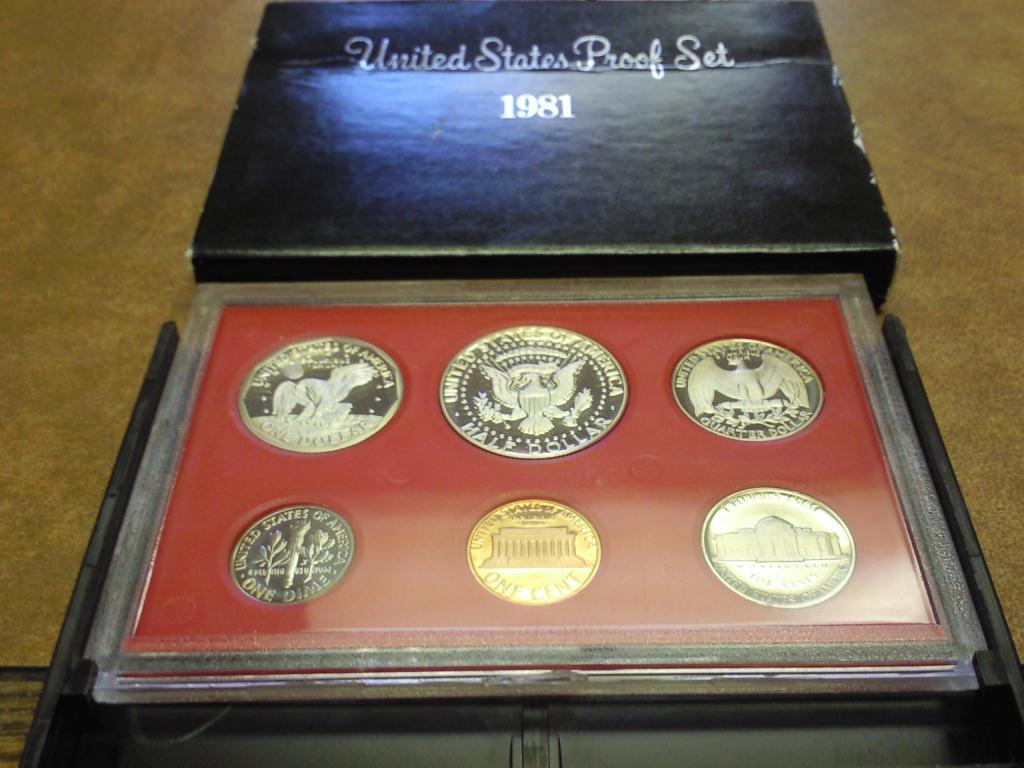 United States Proof Set
1981
UNITED STATES OF AMERICA
ONE DOLLAR
UNITED STATES OF AMERICA
HALF DOLLAR
UNITED STATES OF AMERICA
QUARTER DOLLAR
UNITED STATES OF AMERICA
ONE DIME
UNITED STATES OF AMERICA
ONE CENT
MONTICELLO
FIVE CENTS
UNITED STATES OF AMERICA